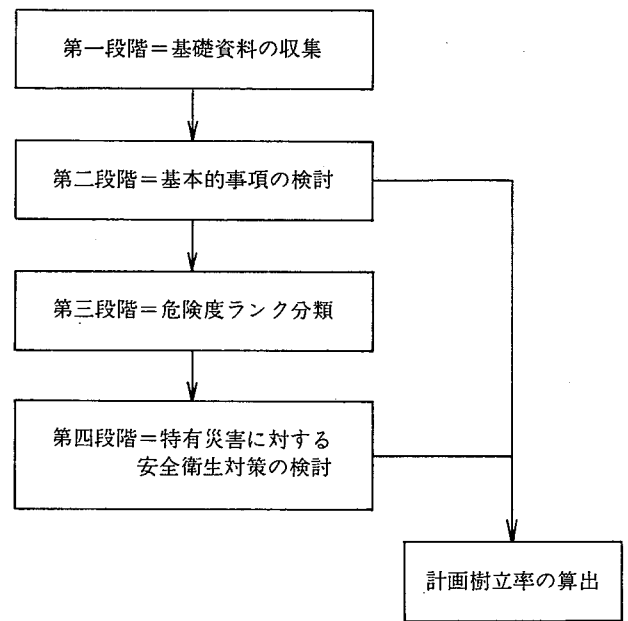 第一段階＝基礎資料の収集
第二段階＝基本的事項の検討
第三段階＝危険度ランク分類
第四段階＝特有災害に対する
安全衛生対策の検討
計画樹立率の算出